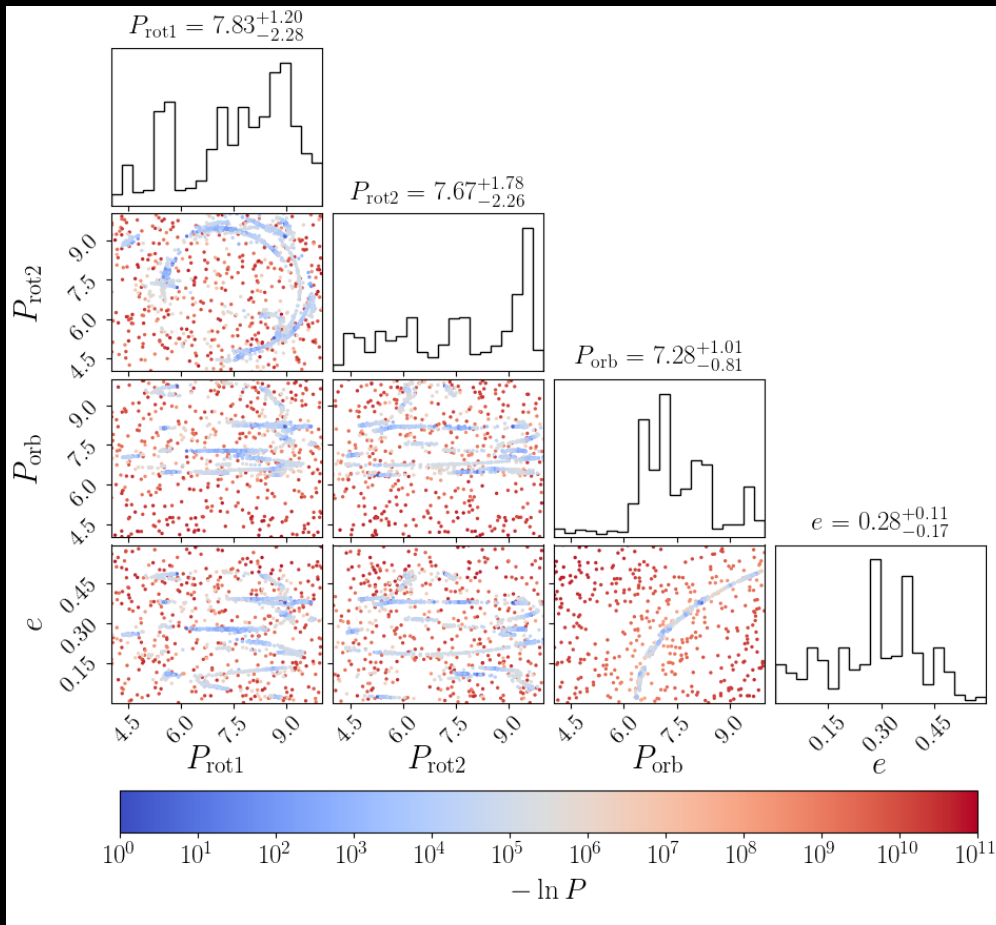 P_rot1 = 7.83^{+1.20}_{-2.28}
P_rot2 = 7.67^{+1.78}_{-2.26}
P_orb = 7.28^{+1.01}_{-0.81}
e = 0.28^{+0.11}_{-0.17}
P_rot2
9.0
7.5
6.0
4.5
P_orb
9.0
7.5
6.0
4.5
e
0.45
0.30
0.15
4.5 6.0 7.5 9.0 4.5 6.0 7.5 9.0 4.5 6.0 7.5 9.0 0.15 0.30 0.45
P_rot1 P_rot2 P_orb e
10^0 10^1 10^2 10^3 10^4 10^5 10^6 10^7 10^8 10^9 10^10 10^11
− ln P